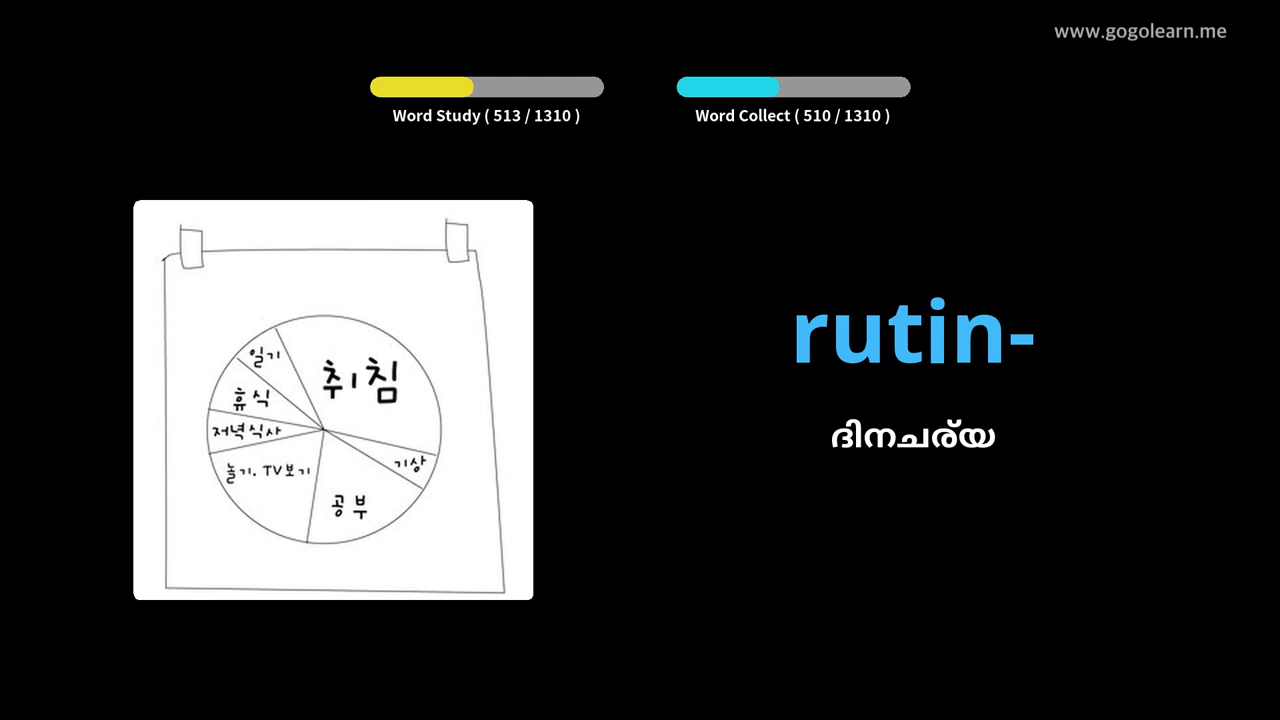 www.gogolearn.me
Word Study ( 513 / 1310 )
Word Collect ( 510 / 1310 )
일기
취침
휴식
저녁식사
기상
놀기. TV보기
공부
rutin-
ദിനചര്യ